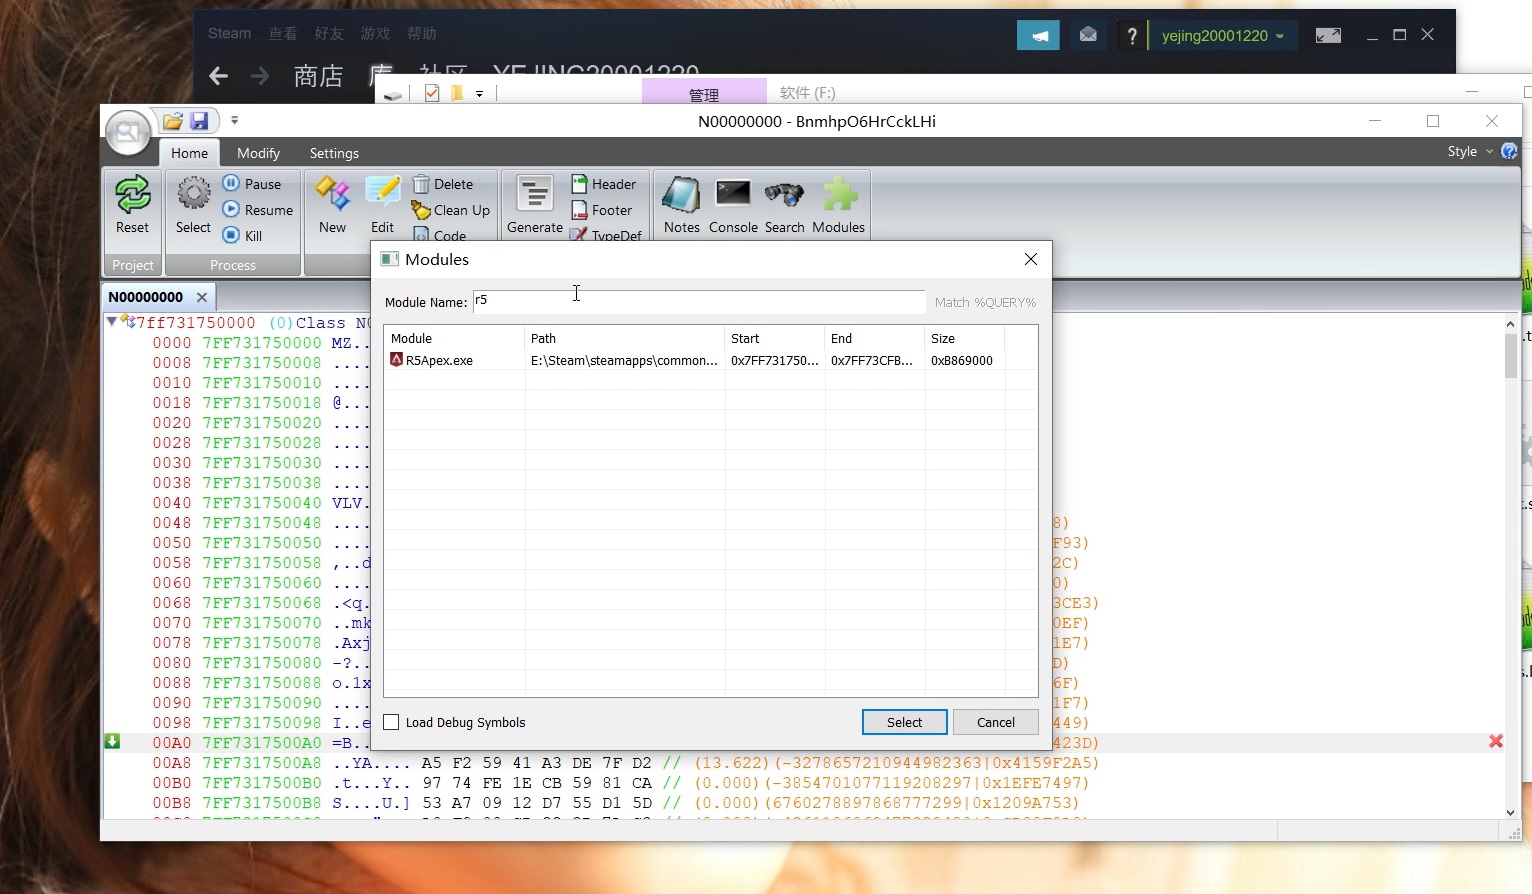 Steam 查看 好友 游戏 帮助
? yejing20001220
商店 库 社区 YEJING20001220
管理 软件 (F:)
N00000000 - BnmhpO6HrCckLHi
Home Modify Settings Style
Reset Select Pause Resume Kill New Edit Delete Clean Up Code Generate Header Footer TypeDef Notes Console Search Modules
Project Process
Modules
N00000000
Module Name: r5 Match %QUERY%
Module Path Start End Size
R5Apex.exe E:\Steam\steamapps\common... 0x7FF731750... 0x7FF73CFB... 0xB869000
7ff731750000 (0)Class N0
0000 7FF731750000 MZ..
0008 7FF731750008 ....
0010 7FF731750010 ....
0018 7FF731750018 @...
0020 7FF731750020 ....
0028 7FF731750028 ....
0030 7FF731750030 ....
0038 7FF731750038 ....
0040 7FF731750040 VLV.
0048 7FF731750048 .... 8)
0050 7FF731750050 .... F93)
0058 7FF731750058 ,..d 2C)
0060 7FF731750060 .... 0)
0068 7FF731750068 .<q. 3CE3)
0070 7FF731750070 ..mk 0EF)
0078 7FF731750078 .Axj 1E7)
0080 7FF731750080 -?.. D)
0088 7FF731750088 o.1x 6F)
0090 7FF731750090 .... 1F7)
0098 7FF731750098 I..e 449)
00A0 7FF7317500A0 =B.. 423D)
Load Debug Symbols Select Cancel
00A8 7FF7317500A8 ..YA.... A5 F2 59 41 A3 DE 7F D2 // (13.622)(-3278657210944982363|0x4159F2A5)
00B0 7FF7317500B0 .t...Y.. 97 74 FE 1E CB 59 81 CA // (0.000)(-3854701077119208297|0x1EFE7497)
00B8 7FF7317500B8 S....U.] 53 A7 09 12 D7 55 D1 5D // (0.000)(6760278897868777299|0x1209A753)